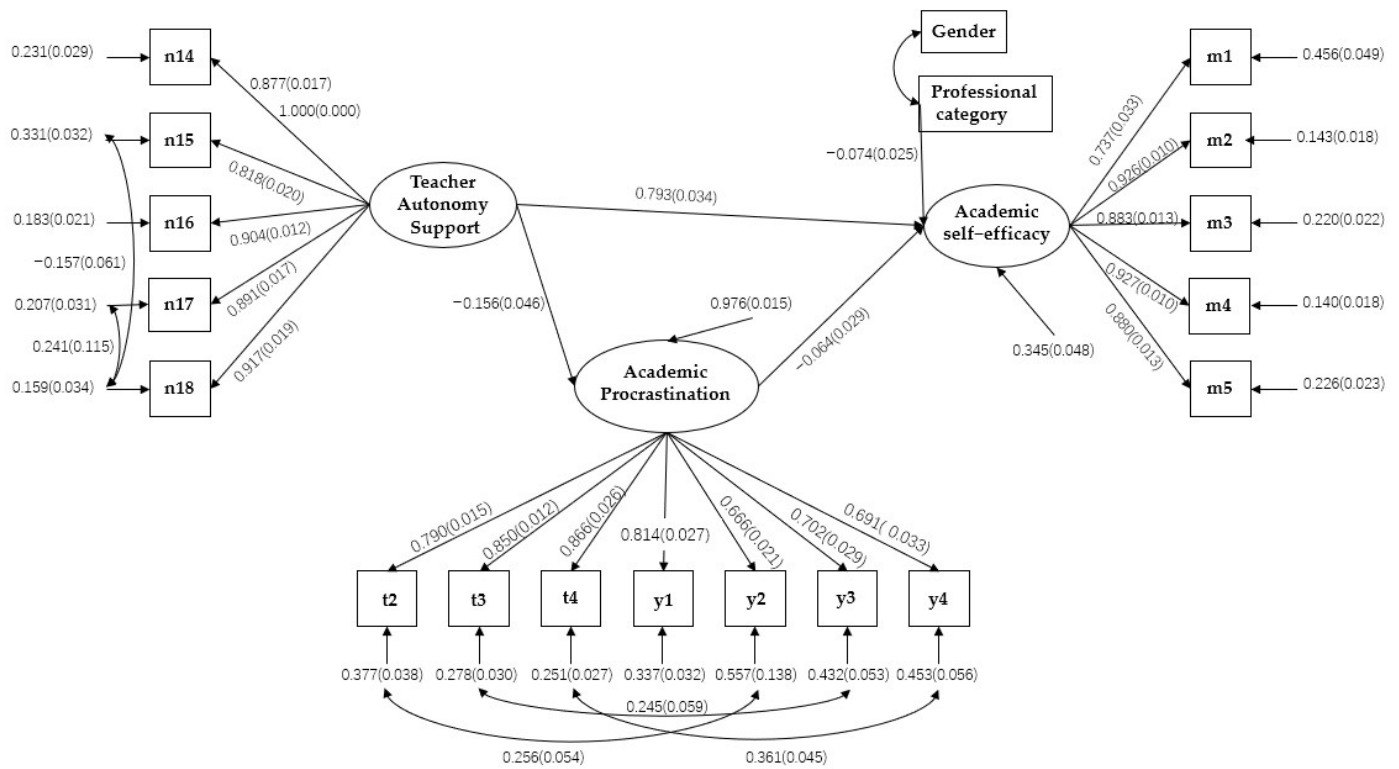 0.231(0.029)
n14
0.877(0.017)
1.000(0.000)
0.331(0.032)
n15
0.818(0.020)
0.183(0.021)
n16
0.904(0.012)
−0.157(0.061)
0.207(0.031)
n17
0.891(0.017)
0.241(0.115)
0.159(0.034)
n18
0.917(0.019)
Teacher
Autonomy
Support
0.793(0.034)
−0.156(0.046)
Gender
Professional
category
−0.074(0.025)
Academic
self−efficacy
0.976(0.015)
−0.064(0.029)
0.345(0.048)
Academic
Procrastination
0.737(0.033)
m1
0.456(0.049)
0.926(0.010)
m2
0.143(0.018)
0.883(0.013)
m3
0.220(0.022)
0.927(0.010)
m4
0.140(0.018)
0.880(0.013)
m5
0.226(0.023)
0.790(0.015)
0.850(0.012)
0.866(0.026)
0.814(0.027)
0.666(0.021)
0.702(0.029)
0.691( 0.033)
t2
t3
t4
y1
y2
y3
y4
0.377(0.038)
0.278(0.030)
0.251(0.027)
0.337(0.032)
0.557(0.138)
0.432(0.053)
0.453(0.056)
0.245(0.059)
0.256(0.054)
0.361(0.045)